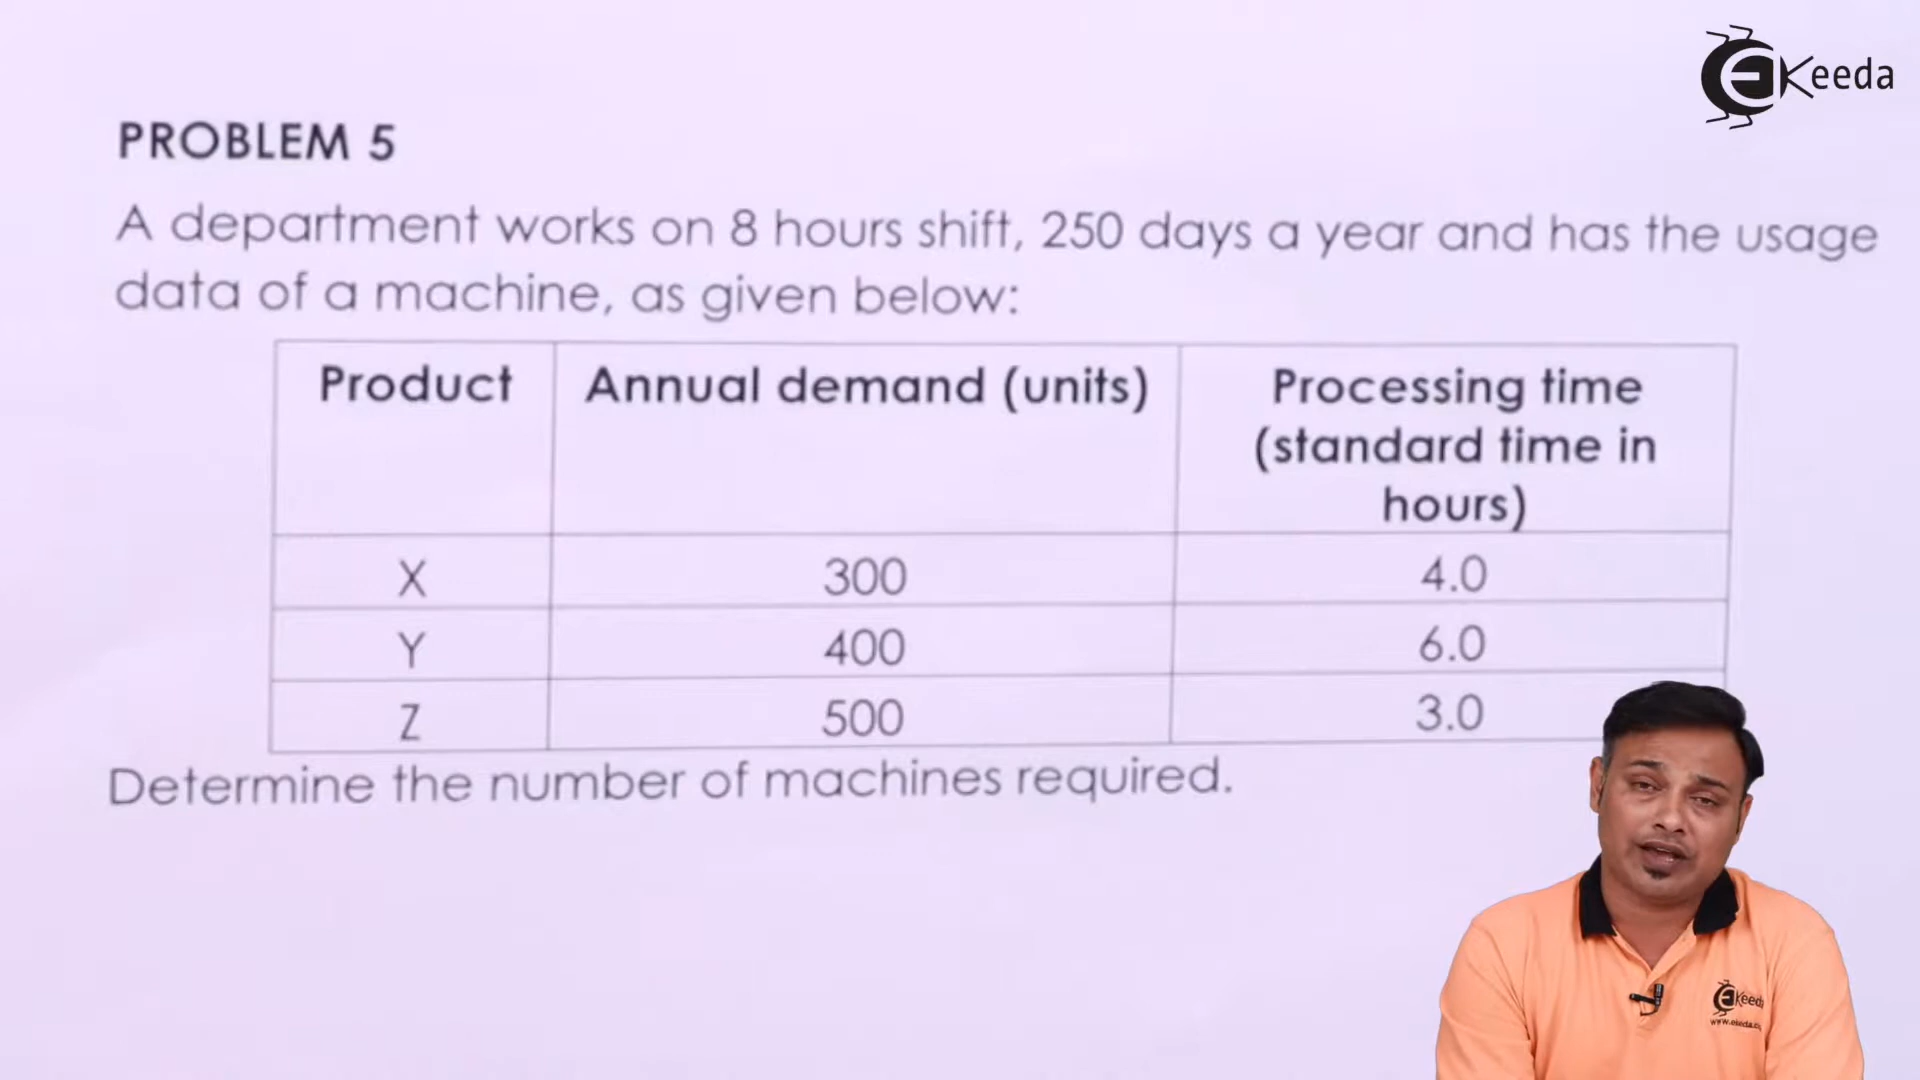 EKeeda
PROBLEM 5
A department works on 8 hours shift, 250 days a year and has the usage
data of a machine, as given below:
Product Annual demand (units) Processing time
(standard time in
hours)
X 300 4.0
Y 400 6.0
Z 500 3.0
Determine the number of machines required.
EKeeda